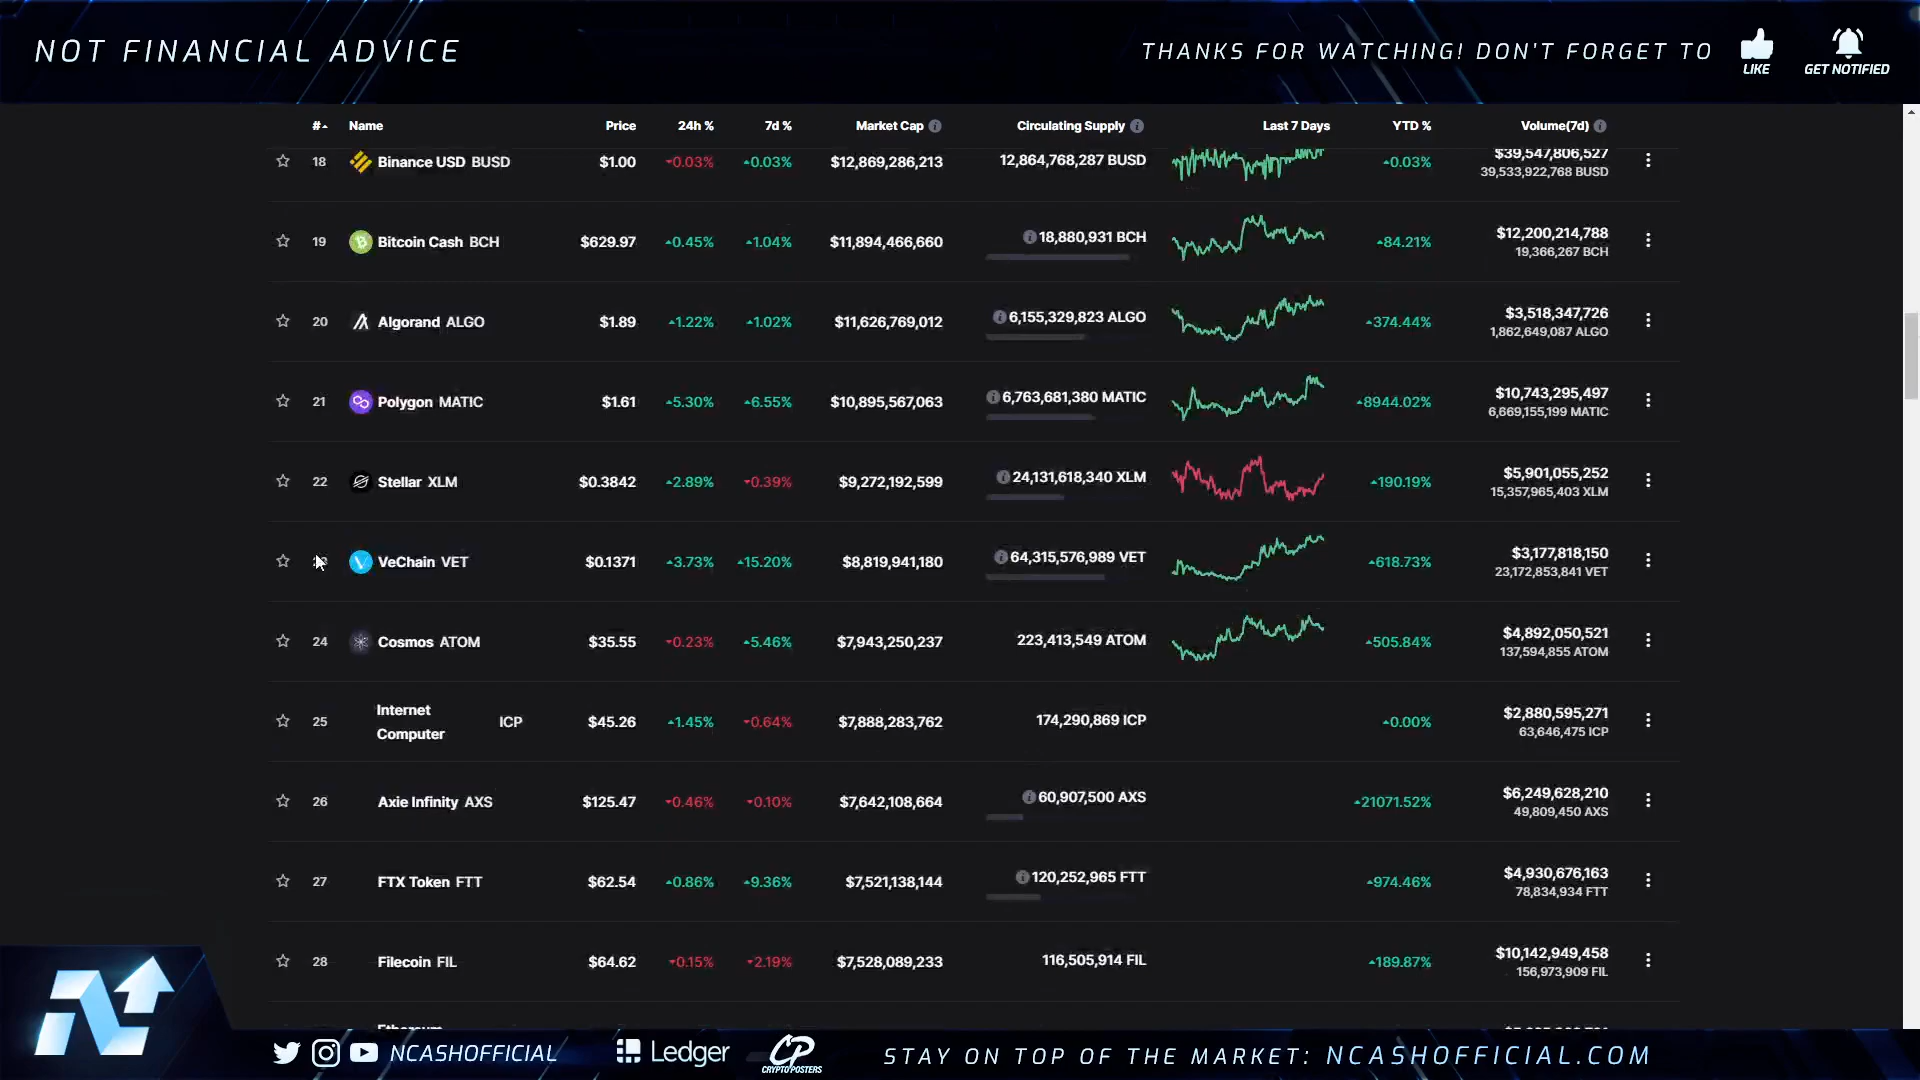 NOT FINANCIAL ADVICE
THANKS FOR WATCHING! DON'T FORGET TO
LIKE
GET NOTIFIED
# Name Price 24h % 7d % Market Cap Circulating Supply Last 7 Days YTD % Volume(7d)
18 Binance USD BUSD $1.00 0.03% 0.03% $12,869,286,213 12,864,768,287 BUSD 0.03% $39,547,806,527
39,533,922,768 BUSD
19 Bitcoin Cash BCH $629.97 0.45% 1.04% $11,894,466,660 18,880,931 BCH 84.21% $12,200,214,788
19,366,267 BCH
20 Algorand ALGO $1.89 1.22% 1.02% $11,626,769,012 6,155,329,823 ALGO 374.44% $3,518,347,726
1,862,649,087 ALGO
21 Polygon MATIC $1.61 5.30% 6.55% $10,895,567,063 6,763,681,380 MATIC 8944.02% $10,743,295,497
6,669,155,199 MATIC
22 Stellar XLM $0.3842 2.89% 0.39% $9,272,192,599 24,131,618,340 XLM 190.19% $5,901,055,252
15,357,965,403 XLM
VeChain VET $0.1371 3.73% 15.20% $8,819,941,180 64,315,576,989 VET 618.73% $3,177,818,150
23,172,853,841 VET
24 Cosmos ATOM $35.55 0.23% 5.46% $7,943,250,237 223,413,549 ATOM 505.84% $4,892,050,521
137,594,855 ATOM
25 Internet Computer ICP $45.26 1.45% 0.64% $7,888,283,762 174,290,869 ICP 0.00% $2,880,595,271
63,646,475 ICP
26 Axie Infinity AXS $125.47 0.46% 0.10% $7,642,108,664 60,907,500 AXS 21071.52% $6,249,628,210
49,809,450 AXS
27 FTX Token FTT $62.54 0.86% 9.36% $7,521,138,144 120,252,965 FTT 974.46% $4,930,676,163
78,834,934 FTT
28 Filecoin FIL $64.62 0.15% 2.19% $7,528,089,233 116,505,914 FIL 189.87% $10,142,949,458
156,973,909 FIL
NCASHOFFICIAL
Ledger
CP
CRYPTO POSTERS
STAY ON TOP OF THE MARKET: NCASHOFFICIAL.COM